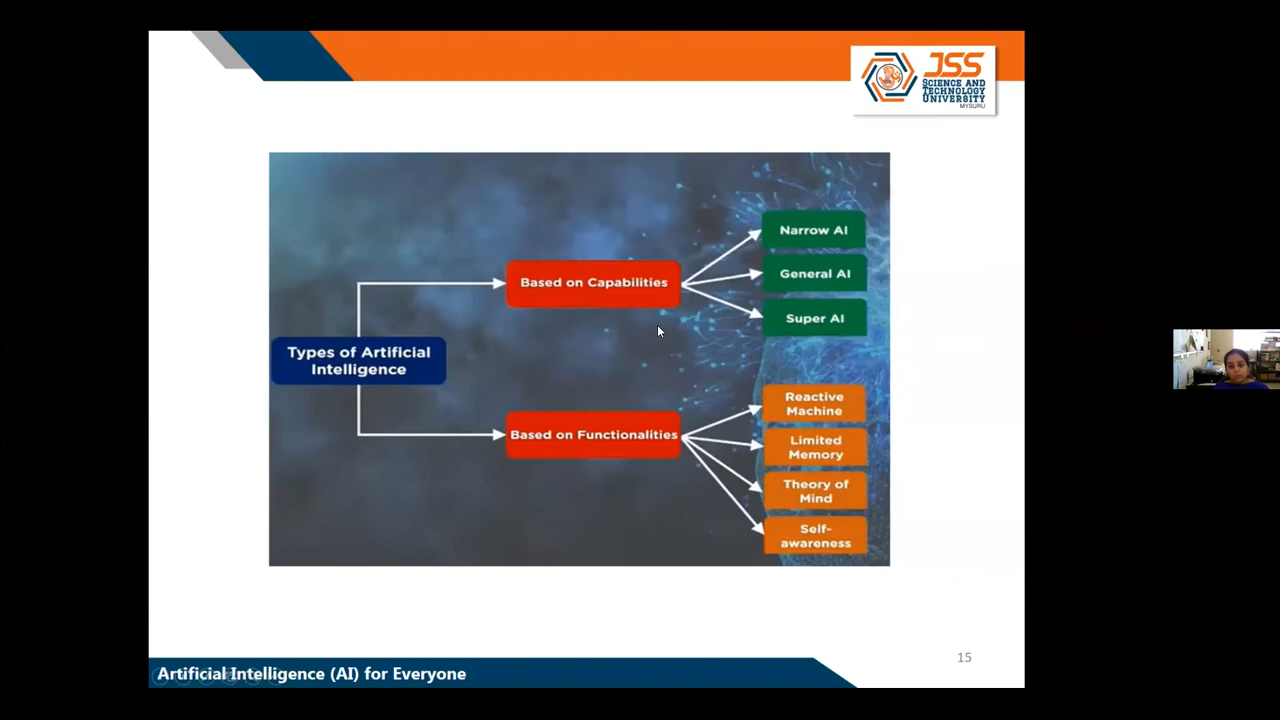 JSS
SCIENCE AND
TECHNOLOGY
UNIVERSITY
MYSURU
Narrow AI
Based on Capabilities
General AI
Super AI
Types of Artificial
Intelligence
Reactive
Machine
Based on Functionalities
Limited
Memory
Theory of
Mind
Self-
awareness
15
Artificial Intelligence (AI) for Everyone